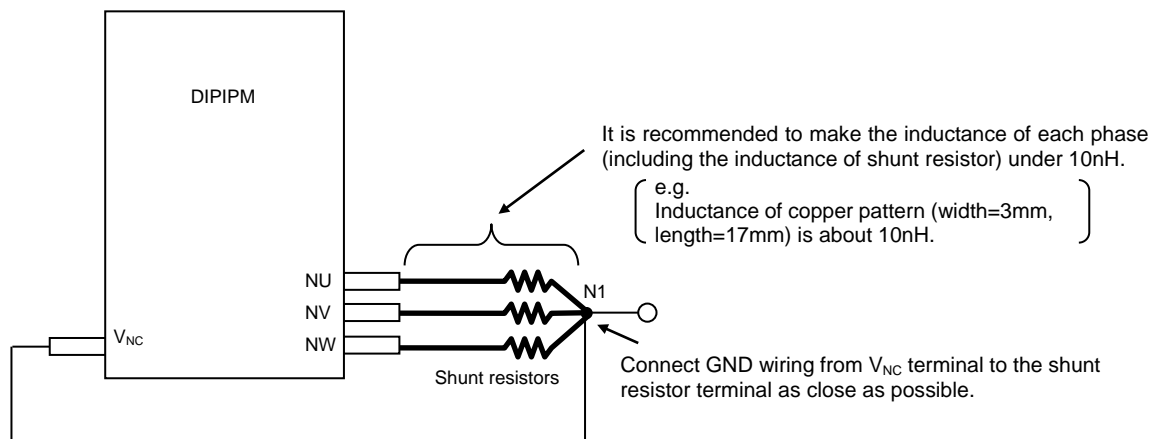 DIPIPM
It is recommended to make the inductance of each phase
(including the inductance of shunt resistor) under 10nH.
e.g.
Inductance of copper pattern (width=3mm,
length=17mm) is about 10nH.
NU
N1
NV
VNC
NW
Shunt resistors
Connect GND wiring from VNC terminal to the shunt
resistor terminal as close as possible.